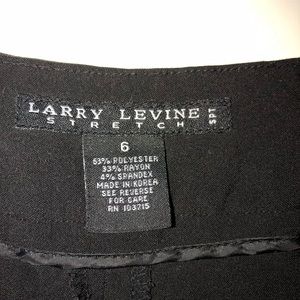 LARRY LEVINE
STRETCH
6
63% POLYESTER
33% RAYON
4% SPANDEX
MADE IN KOREA
SEE REVERSE
FOR CARE
RN 103715